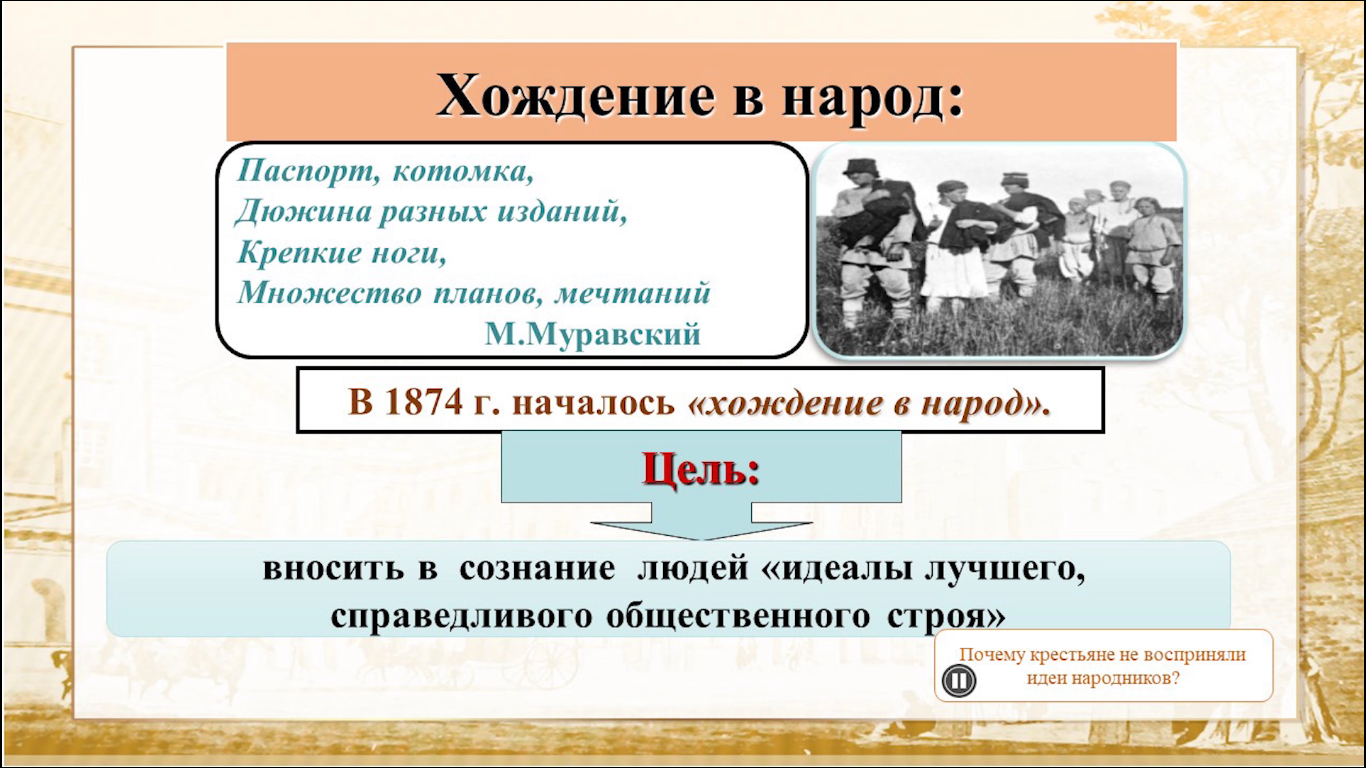 Хождение в народ:
Паспорт, котомка,
Дюжина разных изданий,
Крепкие ноги,
Множество планов, мечтаний
М.Муравский
В 1874 г. началось «хождение в народ».
Цель:
вносить в сознание людей «идеалы лучшего,
справедливого общественного строя»
Почему крестьяне не восприняли
идеи народников?